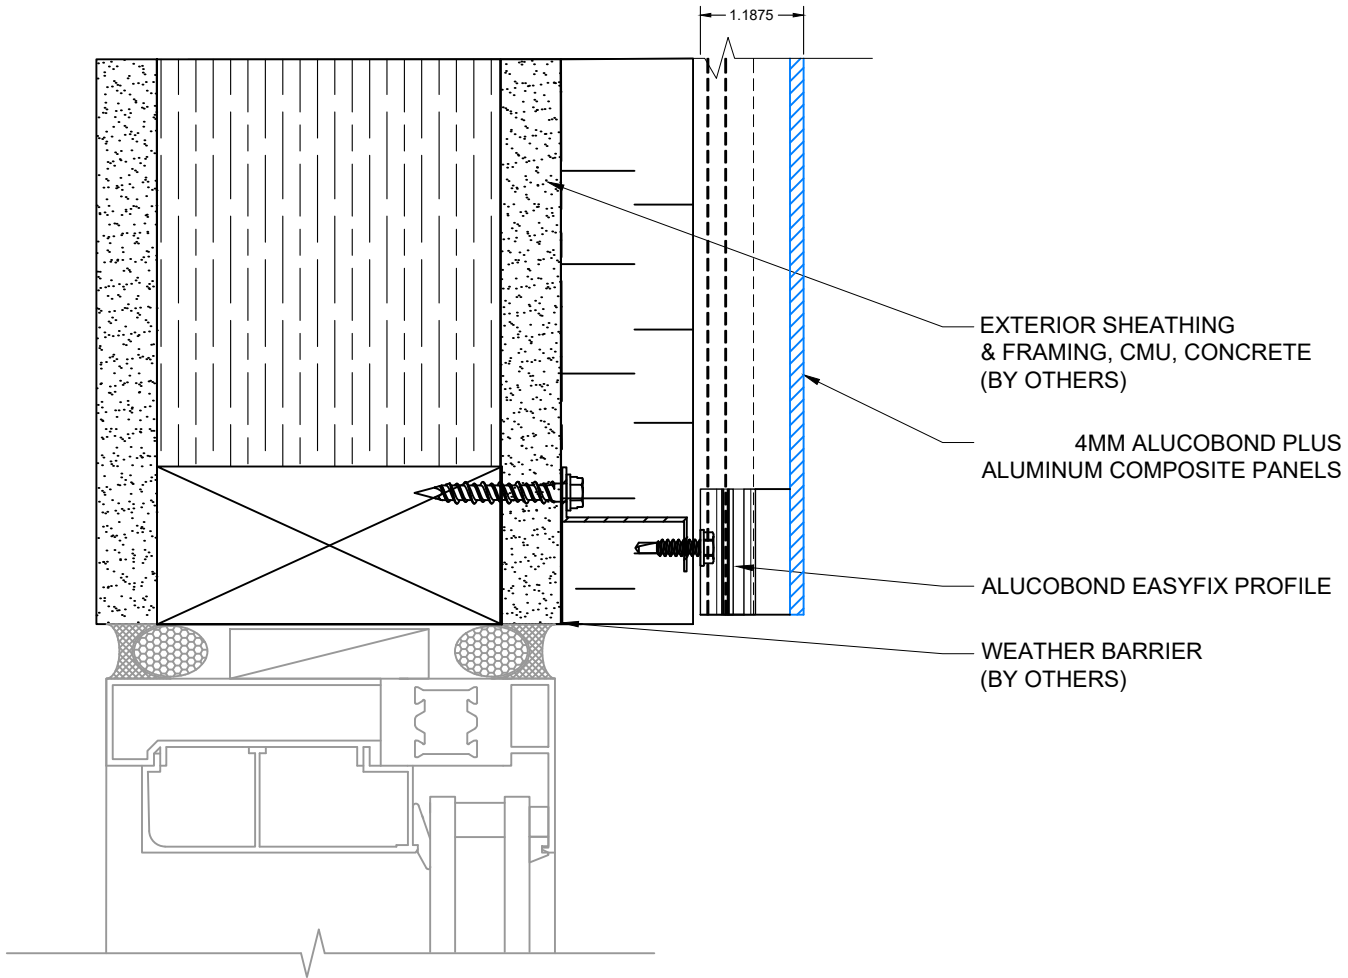 1.1875
EXTERIOR SHEATHING
& FRAMING, CMU, CONCRETE
(BY OTHERS)
4MM ALUCOBOND PLUS
ALUMINUM COMPOSITE PANELS
ALUCOBOND EASYFIX PROFILE
WEATHER BARRIER
(BY OTHERS)